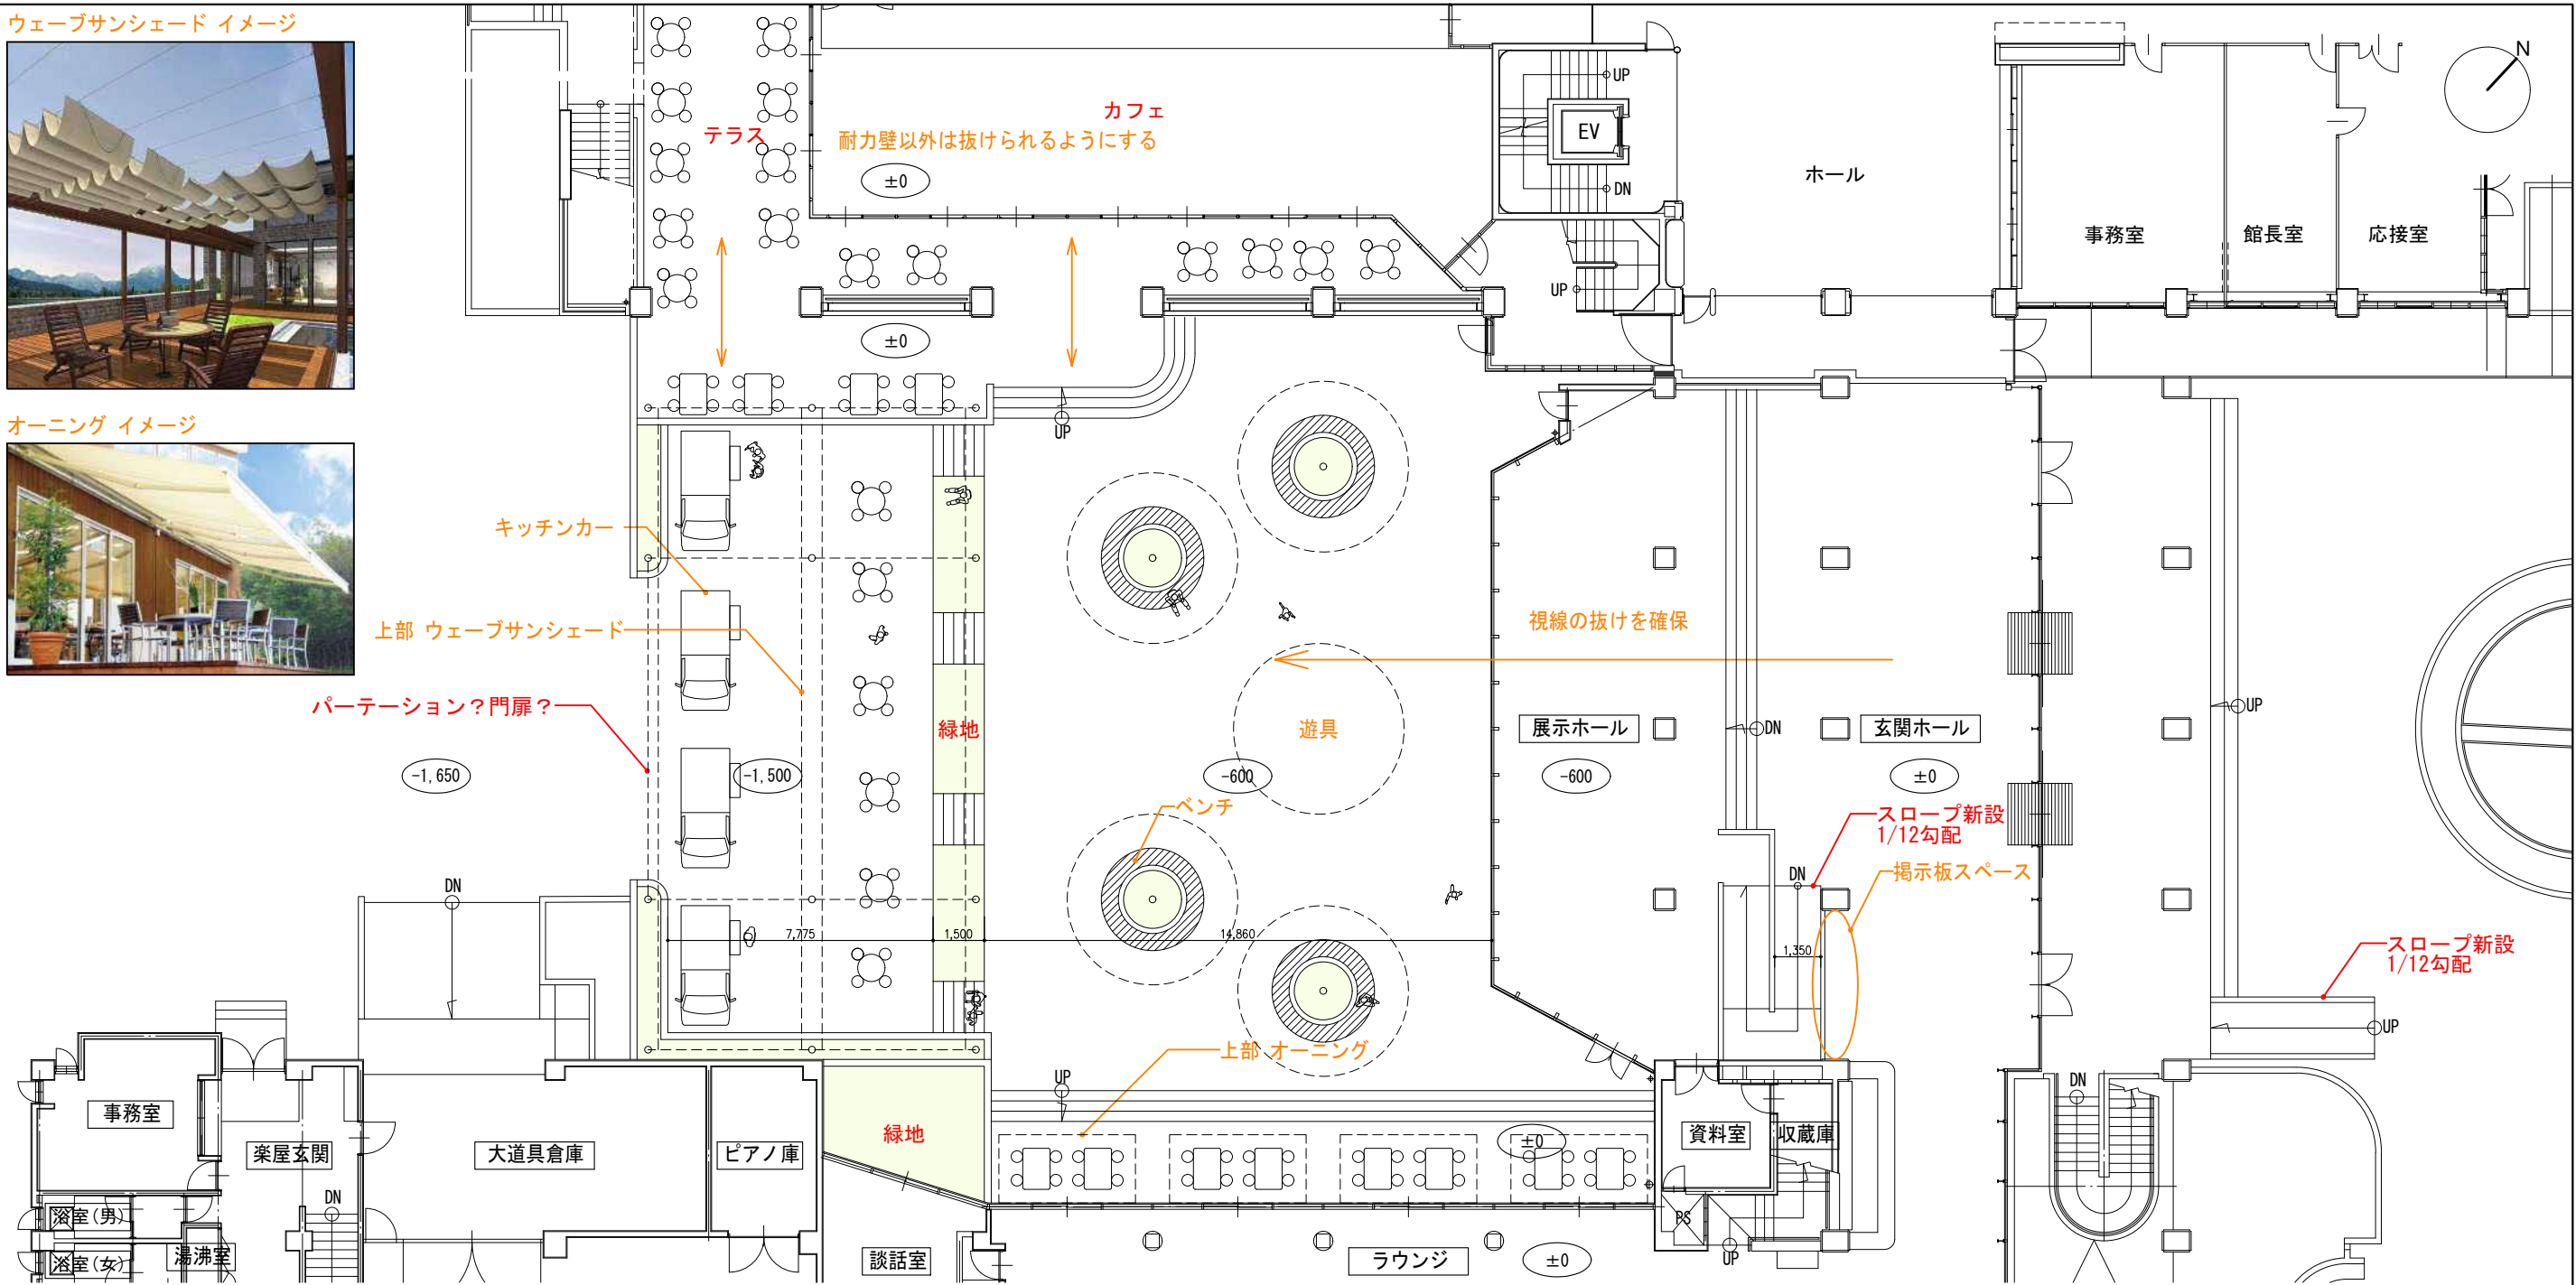 ウェーブサンシェード イメージ
N
UP
カフェ
テラス
耐力壁以外は抜けられるようにする
EV
±0
ホール
DN
事務室
館長室
応接室
UP
±0
オーニング イメージ
UP
キッチンカー
上部 ウェーブサンシェード
視線の抜けを確保
パーテーション？門扉？
緑地
遊具
展示ホール
DN
玄関ホール
UP
-1,650
-1,500
-600
-600
±0
ベンチ
スロープ新設
1/12勾配
DN
掲示板スペース
DN
7,775
1,500
14,860
1,350
スロープ新設
1/12勾配
UP
上部 オーニング
UP
DN
事務室
楽屋玄関
大道具倉庫
ピアノ庫
緑地
±0
資料室
収蔵庫
DN
浴室(男)
PS
湯沸室
浴室(女)
談話室
ラウンジ
±0
UP